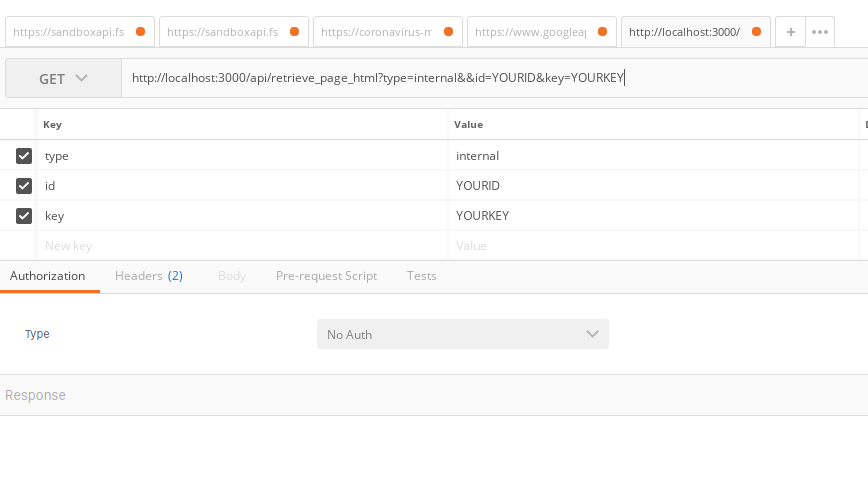 https://sandboxapi.fs https://sandboxapi.fs https://coronavirus-m https://www.googleap http://localhost:3000/ + •••
GET http://localhost:3000/api/retrieve_page_html?type=internal&&id=YOURID&key=YOURKEY
Key Value
type internal
id YOURID
key YOURKEY
New key Value
Authorization Headers (2) Body Pre-request Script Tests
Type No Auth
Response